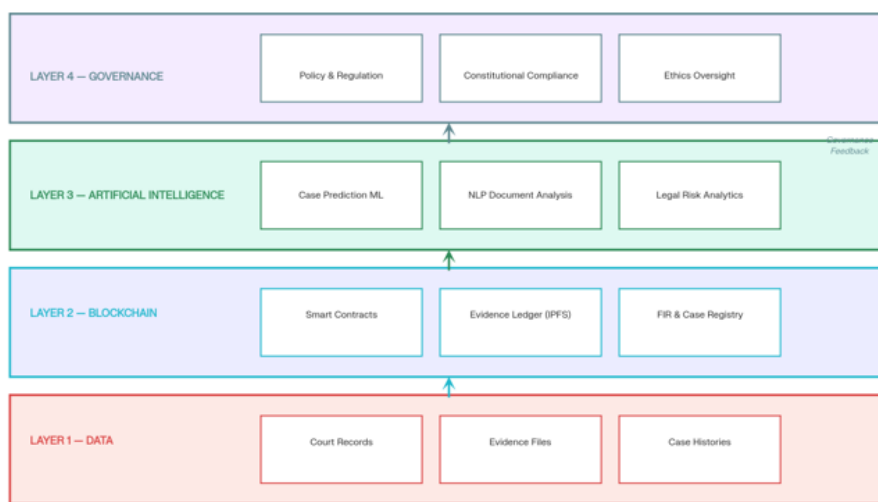 LAYER 4 — GOVERNANCE
Policy & Regulation
Constitutional Compliance
Ethics Oversight
Governance
Feedback
LAYER 3 — ARTIFICIAL INTELLIGENCE
Case Prediction ML
NLP Document Analysis
Legal Risk Analytics
LAYER 2 — BLOCKCHAIN
Smart Contracts
Evidence Ledger (IPFS)
FIR & Case Registry
LAYER 1 — DATA
Court Records
Evidence Files
Case Histories